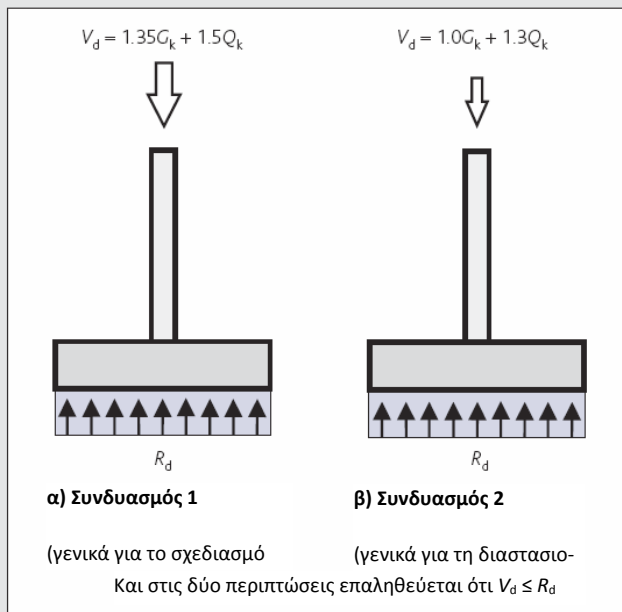 V_d = 1.35G_k + 1.5Q_k
V_d = 1.0G_k + 1.3Q_k
R_d
R_d
α) Συνδυασμός 1
β) Συνδυασμός 2
(γενικά για το σχεδιασμό
(γενικά για τη διαστασιο-
Και στις δύο περιπτώσεις επαληθεύεται ότι V_d ≤ R_d